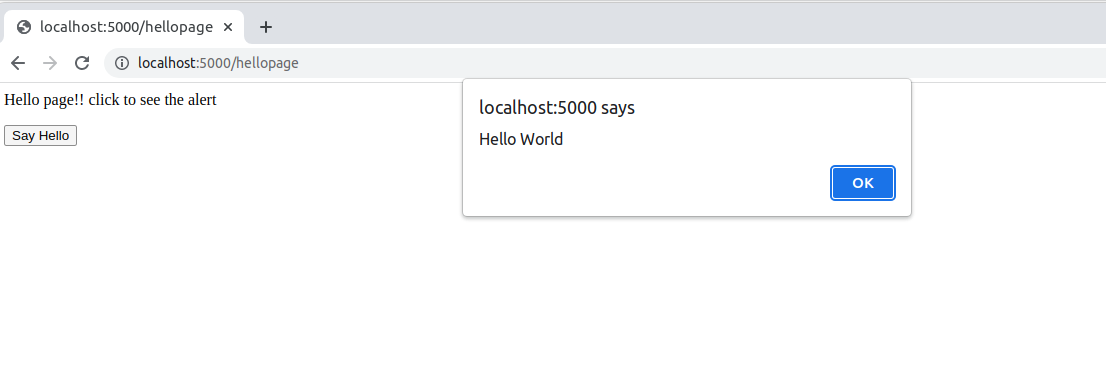 localhost:5000/hellopage
localhost:5000/hellopage
Hello page!! click to see the alert
Say Hello
localhost:5000 says
Hello World
OK